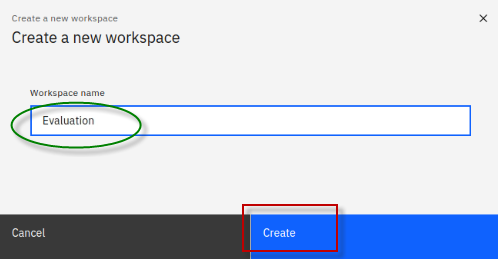 Create a new workspace
Create a new workspace
Workspace name
Evaluation
Cancel
Create